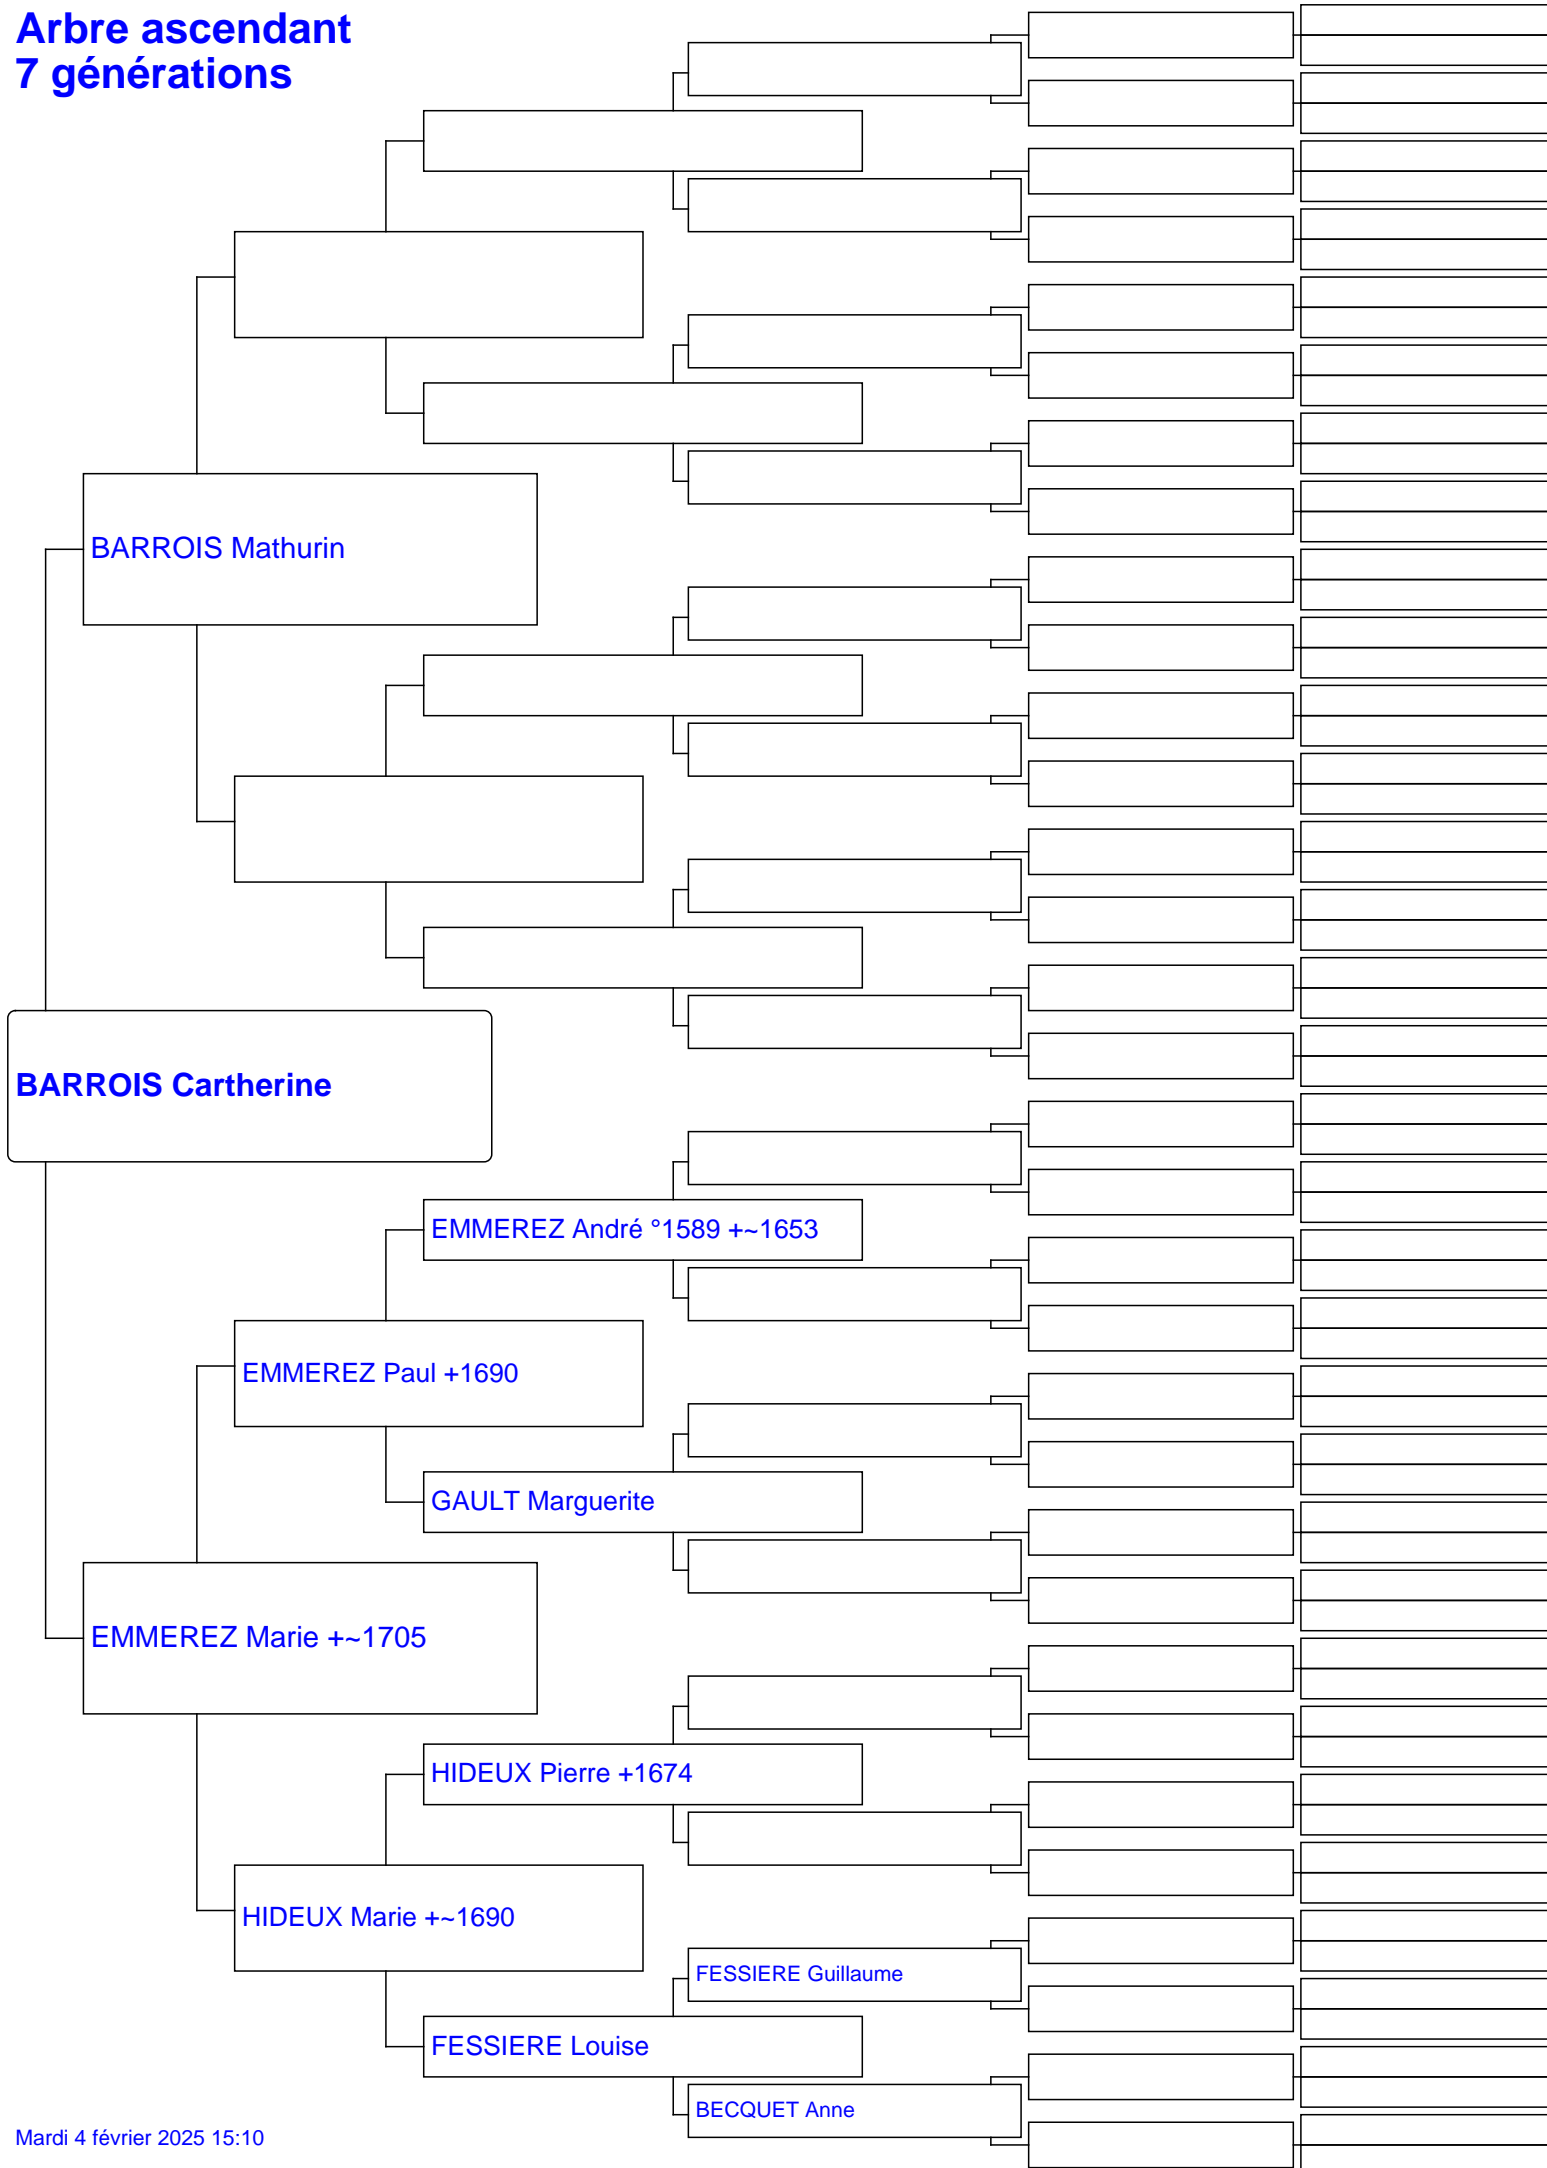 Arbre ascendant
7 générations
BARROIS Mathurin
BARROIS Cartherine
EMMEREZ André °1589 +~1653
EMMEREZ Paul +1690
GAULT Marguerite
EMMEREZ Marie +~1705
HIDEUX Pierre +1674
HIDEUX Marie +~1690
FESSIERE Guillaume
FESSIERE Louise
BECQUET Anne
Mardi 4 février 2025 15:10